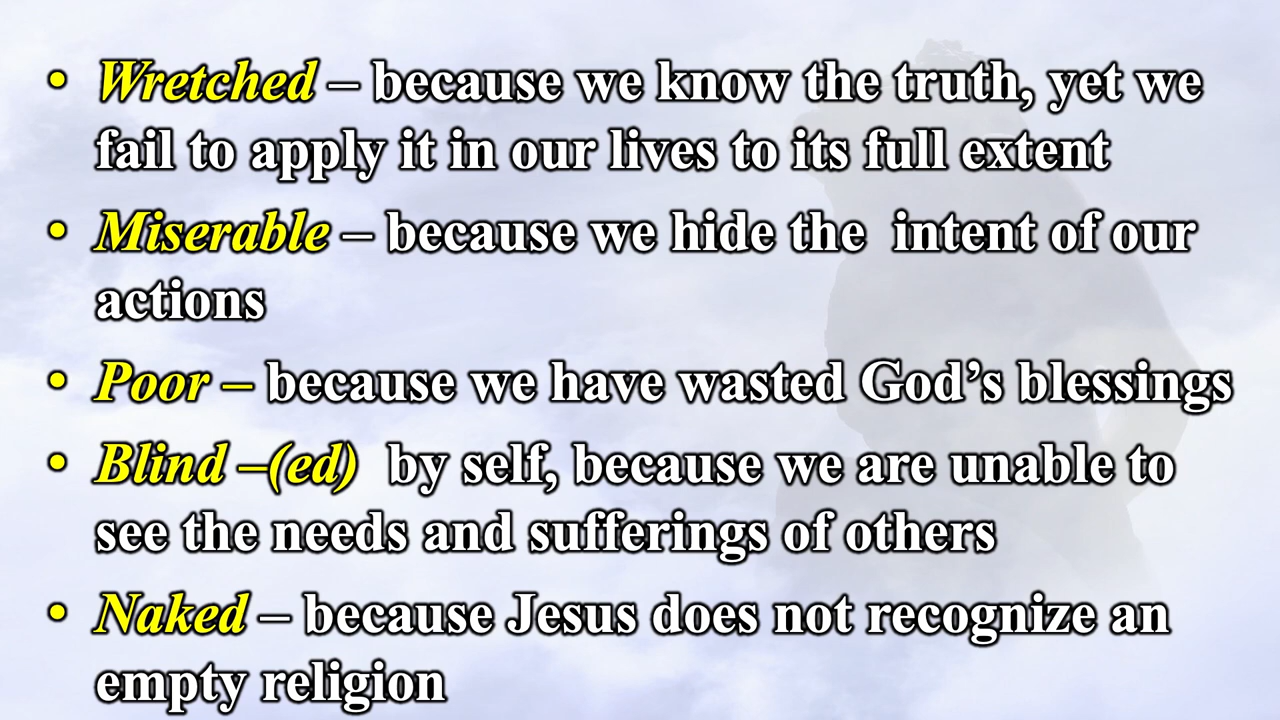 • Wretched – because we know the truth, yet we
fail to apply it in our lives to its full extent
• Miserable – because we hide the  intent of our
actions
• Poor – because we have wasted God’s blessings
• Blind –(ed)  by self, because we are unable to
see the needs and sufferings of others
• Naked – because Jesus does not recognize an
empty religion